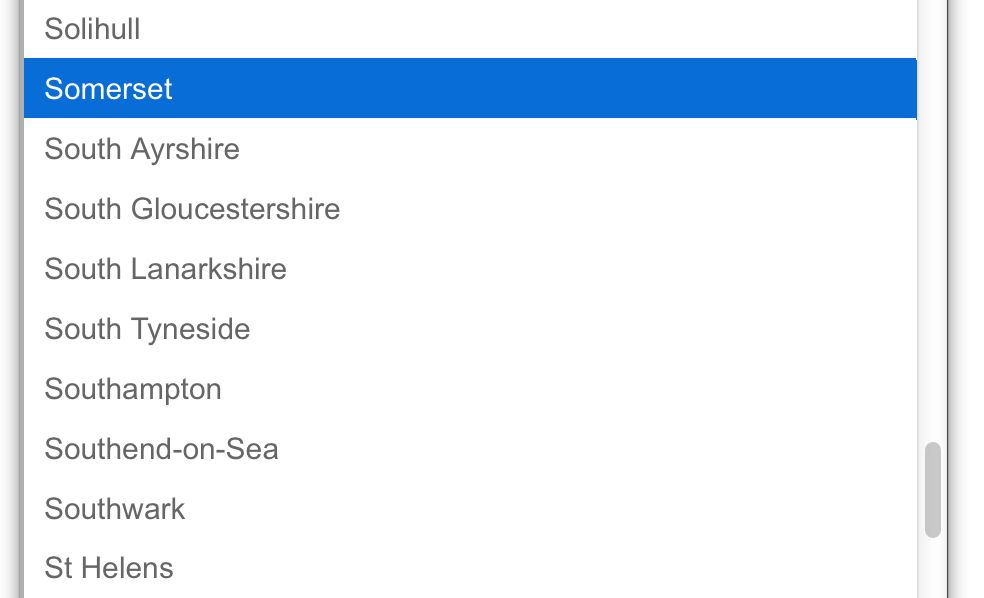 Solihull
Somerset
South Ayrshire
South Gloucestershire
South Lanarkshire
South Tyneside
Southampton
Southend-on-Sea
Southwark
St Helens